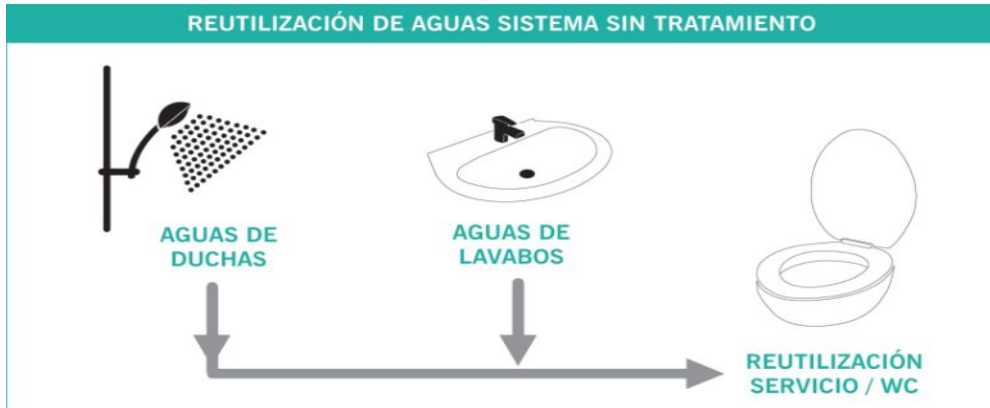 REUTILIZACIÓN DE AGUAS SISTEMA SIN TRATAMIENTO
AGUAS DE
DUCHAS
AGUAS DE
LAVABOS
REUTILIZACIÓN
SERVICIO / WC